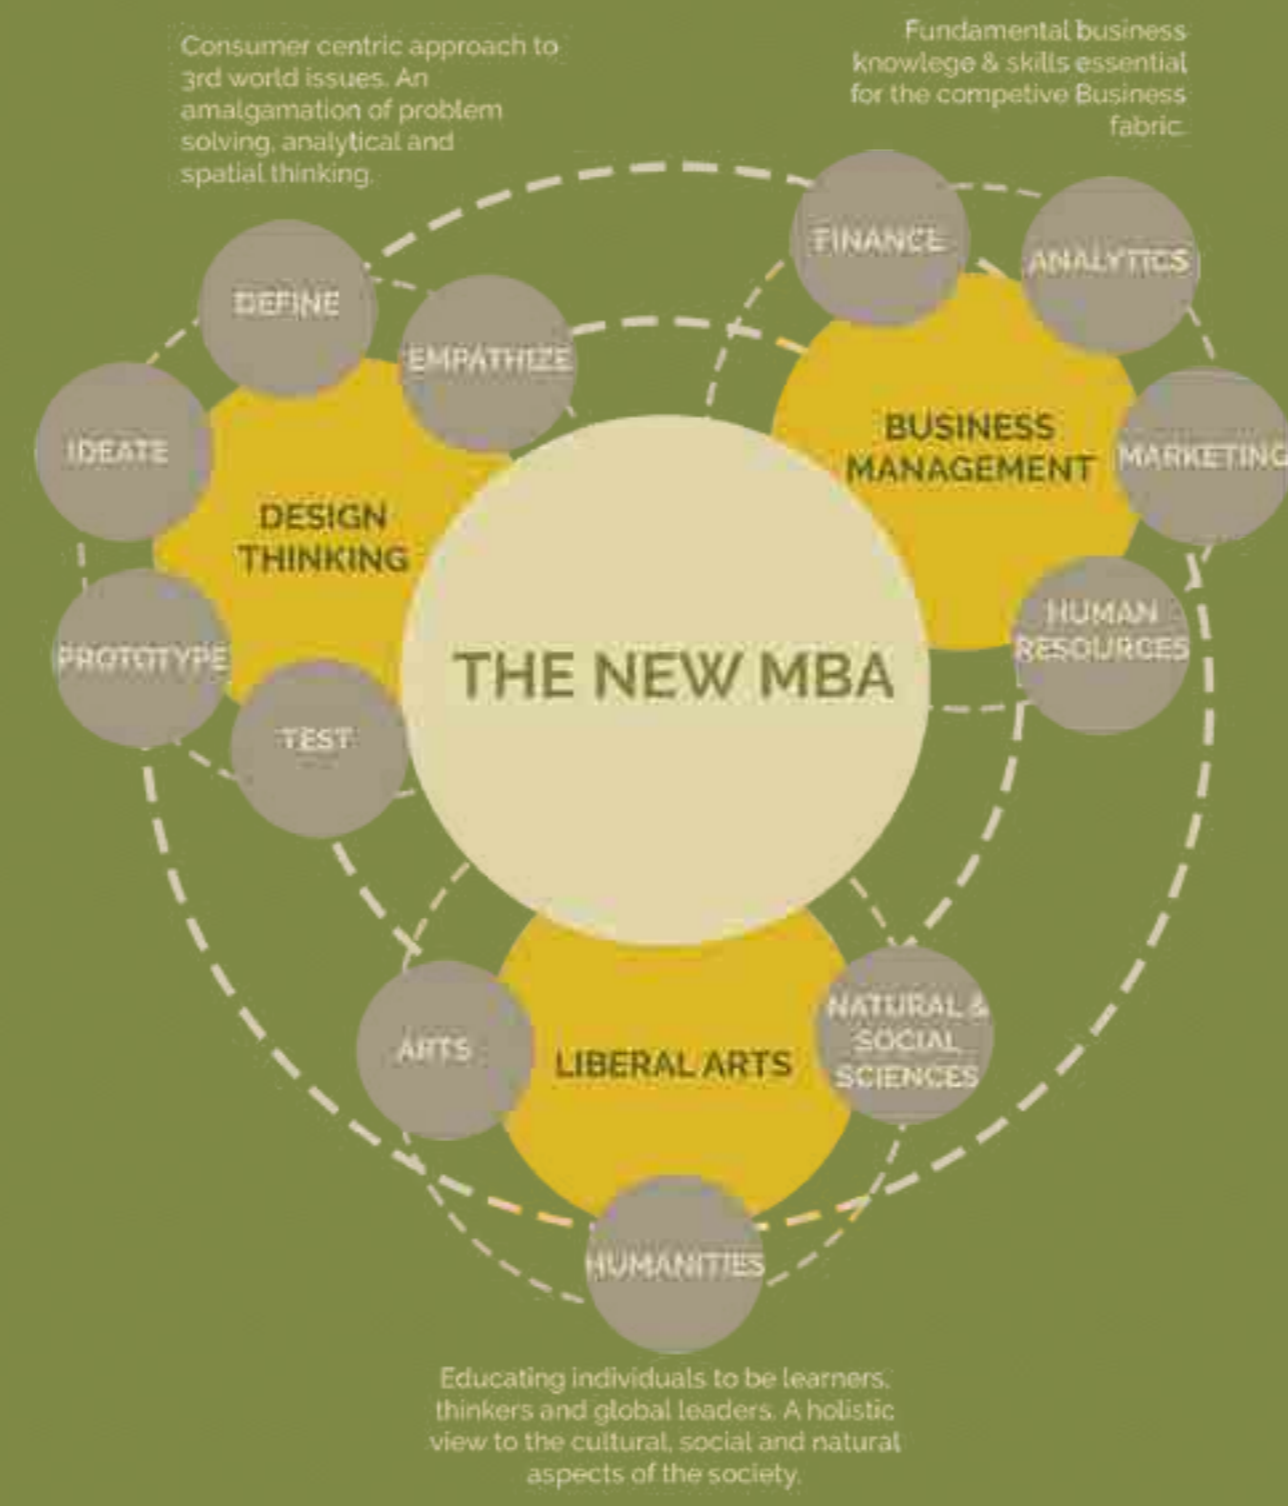 Consumer centric approach to
3rd world issues. An
amalgamation of problem
solving, analytical and
spatial thinking.
Fundamental business
knowlege & skills essential
for the competive Business
fabric.
DEFINE
EMPATHIZE
IDEATE
DESIGN
THINKING
PROTOTYPE
TEST
FINANCE
ANALYTICS
BUSINESS
MANAGEMENT
MARKETING
HUMAN
RESOURCES
THE NEW MBA
ARTS
LIBERAL ARTS
NATURAL &
SOCIAL
SCIENCES
HUMANITIES
Educating individuals to be learners,
thinkers and global leaders. A holistic
view to the cultural, social and natural
aspects of the society.